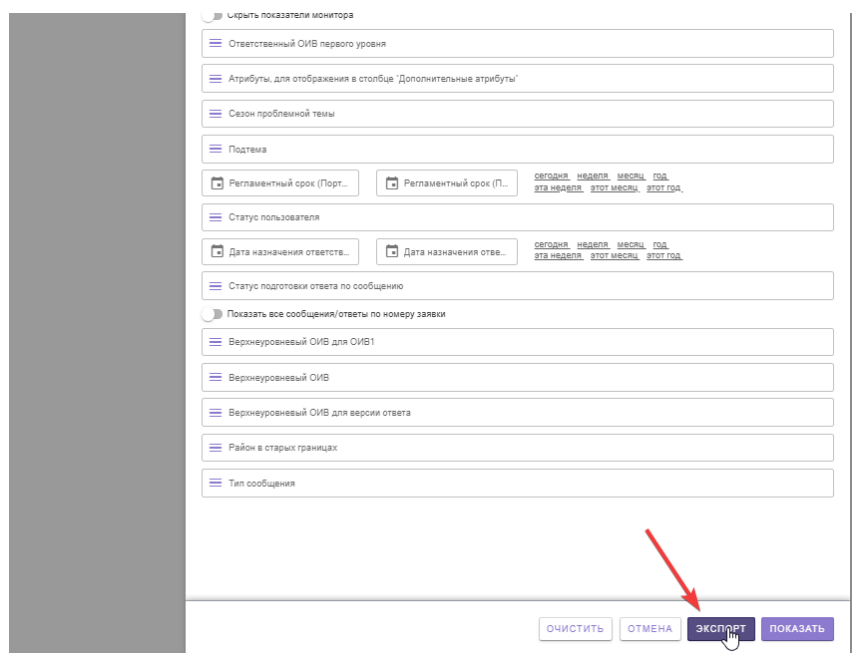 Скрыть показатели монитора
Ответственный ОИВ первого уровня
Атрибуты, для отображения в столбце 'Дополнительные атрибуты'
Сезон проблемной темы
Подтема
Регламентный срок (Порт... Регламентный срок (П... сегодня неделя месяц год
эта неделя этот месяц этот год
Статус пользователя
Дата назначения ответств... Дата назначения отве... сегодня неделя месяц год
эта неделя этот месяц этот год
Статус подготовки ответа по сообщению
Показать все сообщения/ответы по номеру заявки
Верхнеуровневый ОИВ для ОИВ1
Верхнеуровневый ОИВ
Верхнеуровневый ОИВ для версии ответа
Район в старых границах
Тип сообщения
ОЧИСТИТЬ ОТМЕНА ЭКСПОРТ ПОКАЗАТЬ